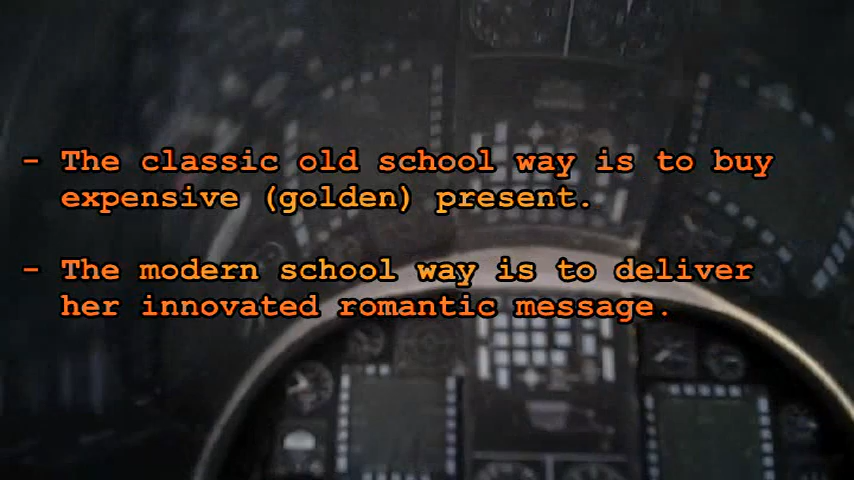 - The classic old school way is to buy
expensive (golden) present.
- The modern school way is to deliver
her innovated romantic message.